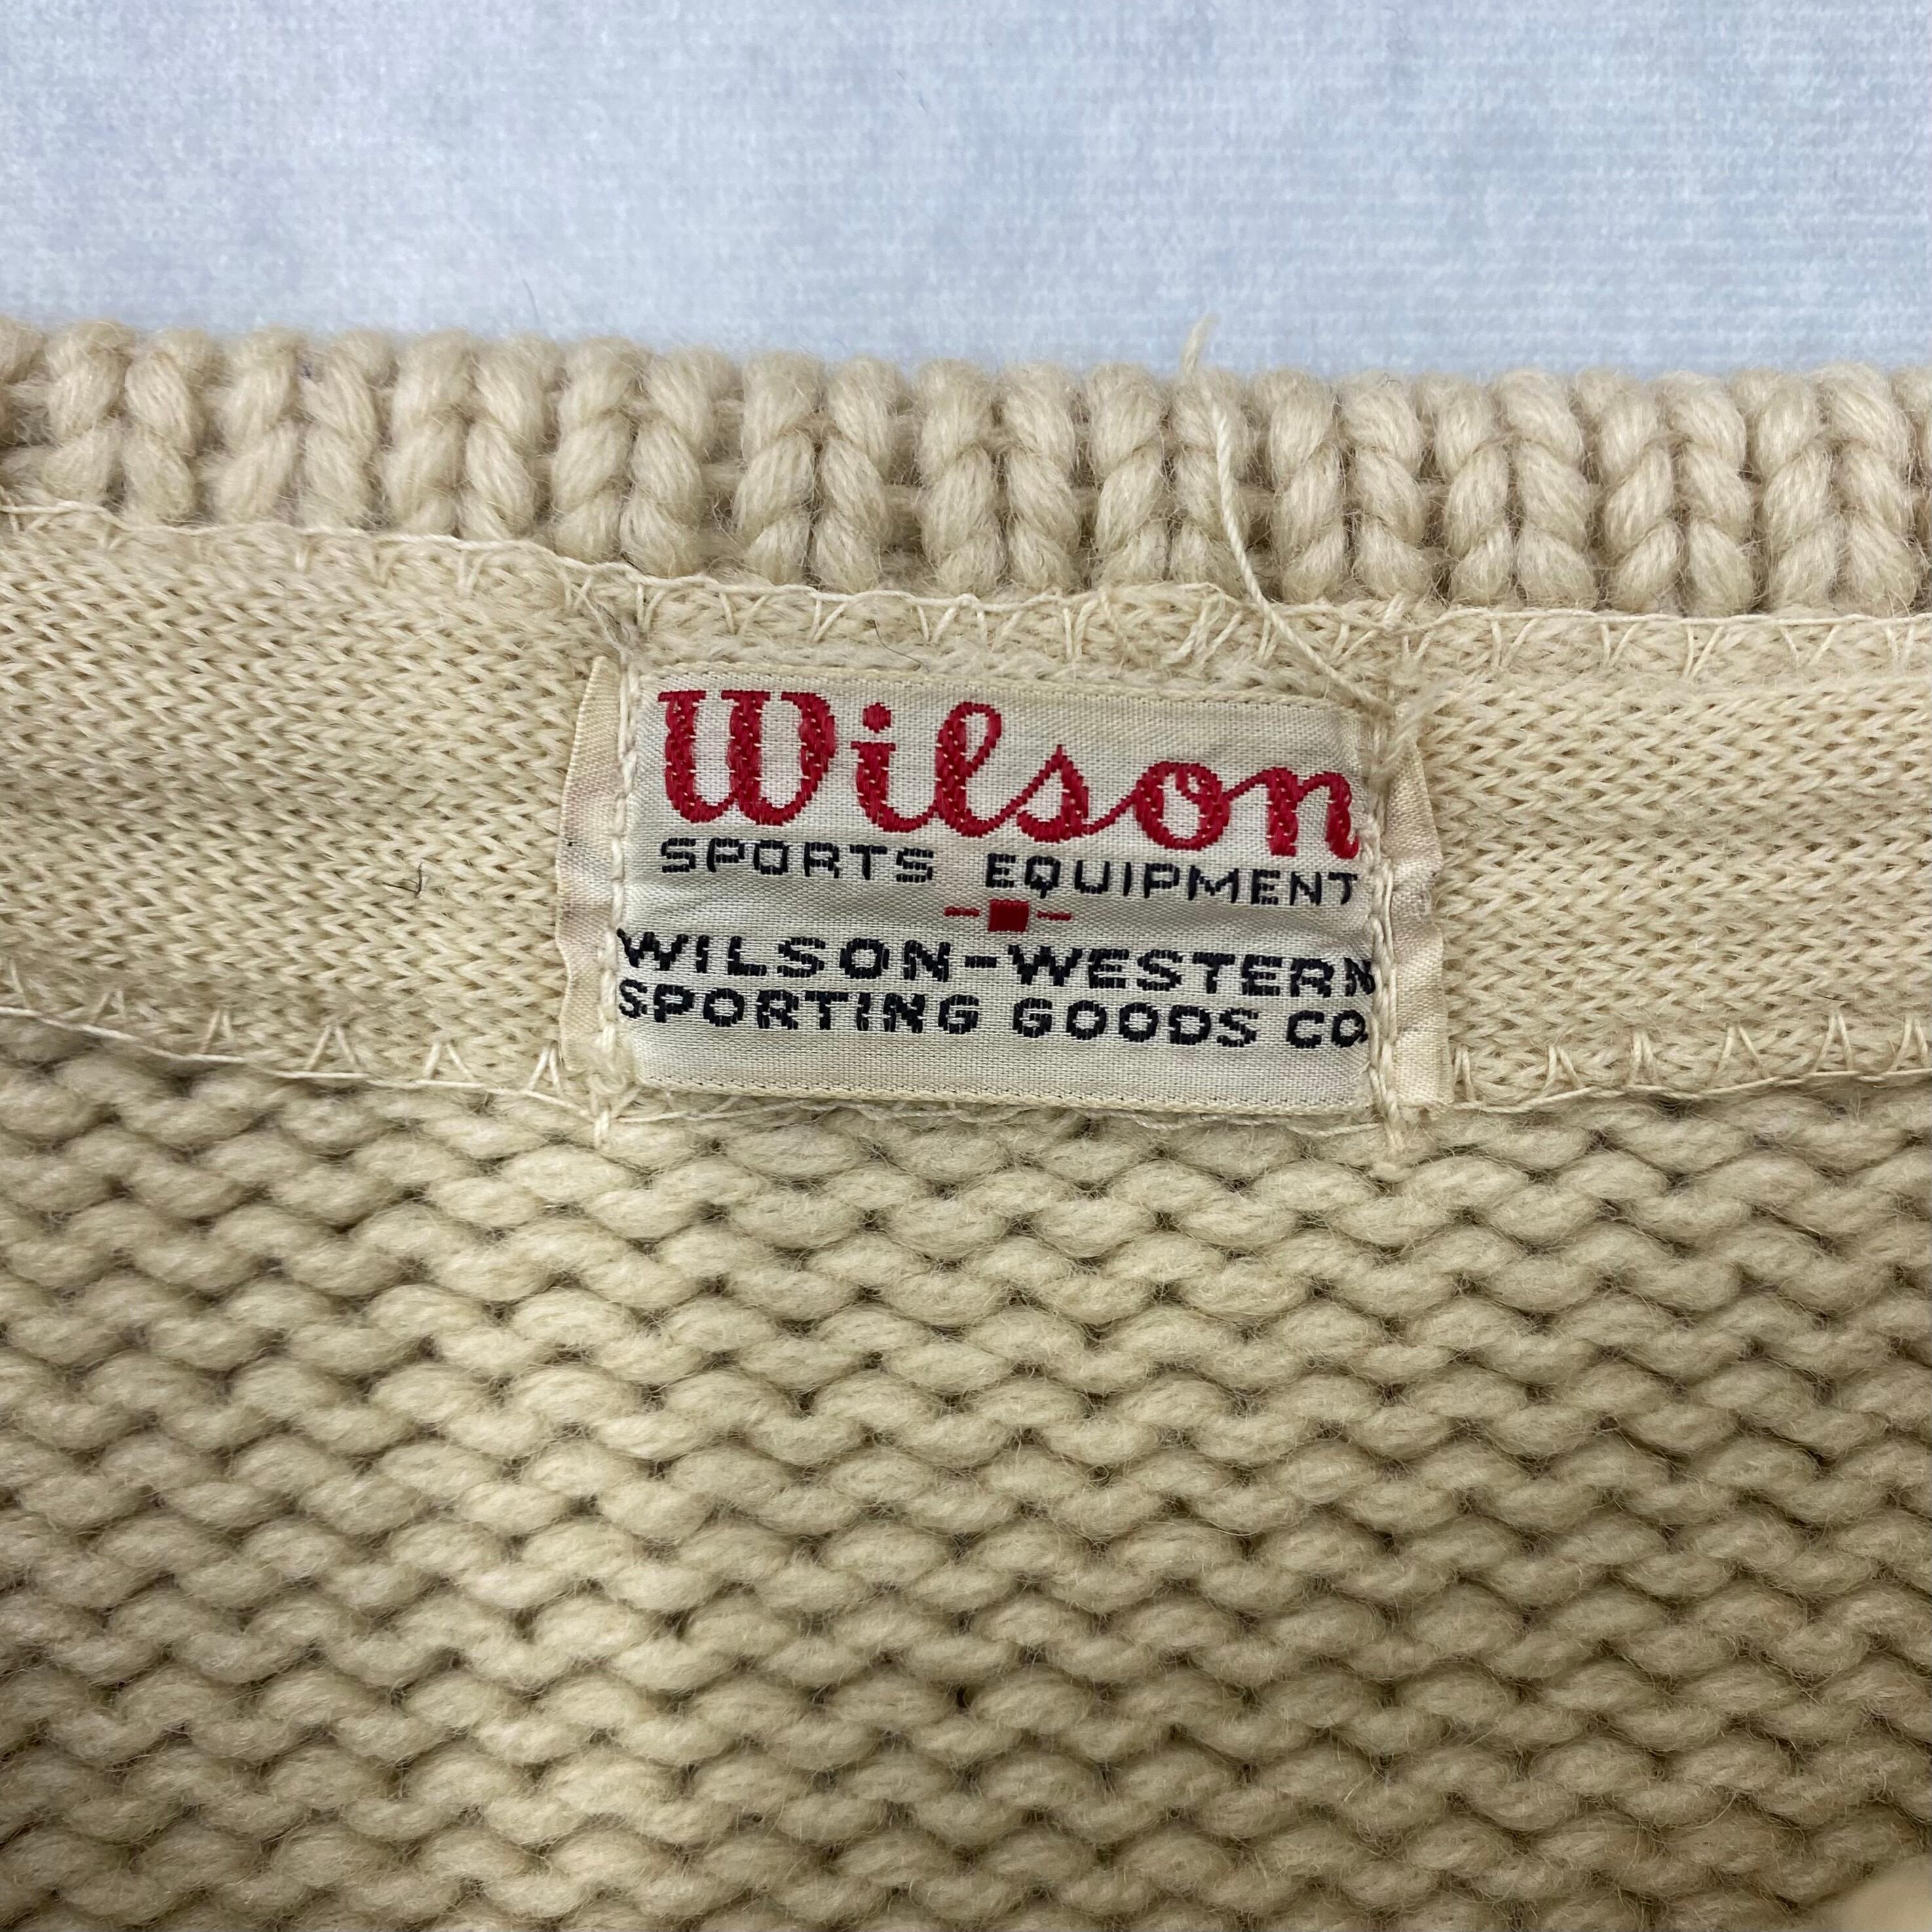 Wilson
SPORTS EQUIPMENT
WILSON-WESTERN
SPORTING GOODS CO.